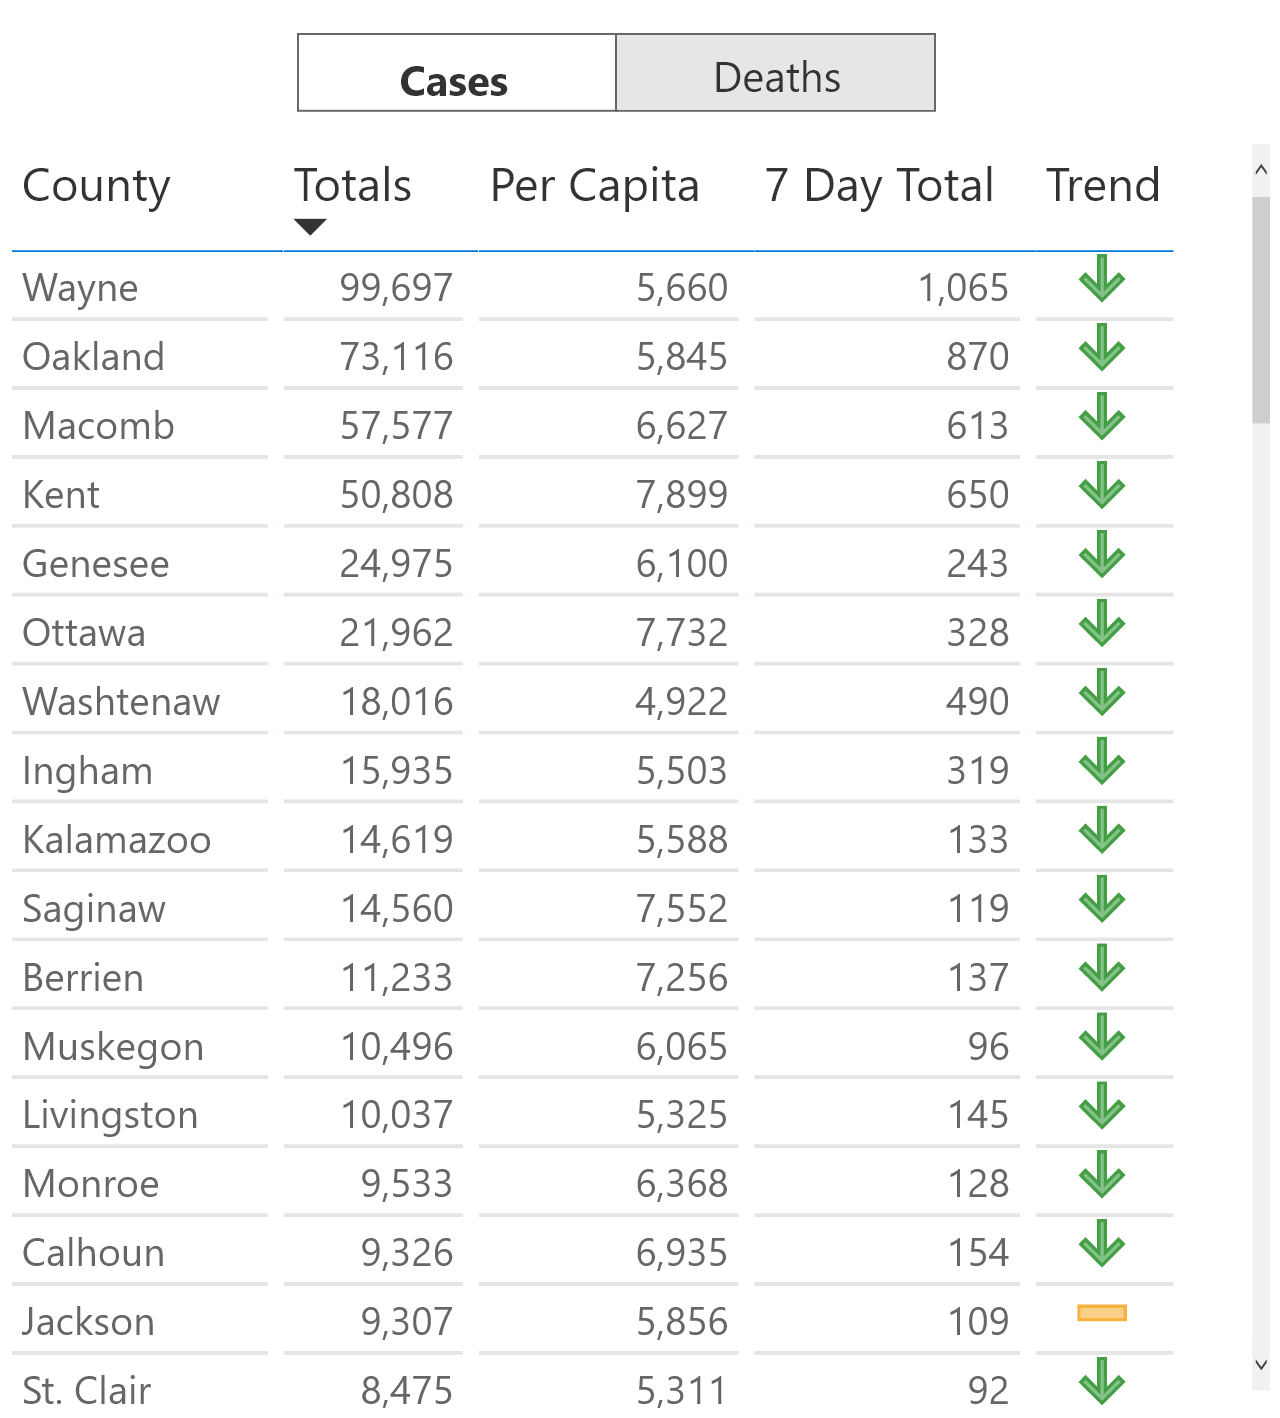 Cases Deaths
County Totals Per Capita 7 Day Total Trend
Wayne 99,697 5,660 1,065
Oakland 73,116 5,845 870
Macomb 57,577 6,627 613
Kent 50,808 7,899 650
Genesee 24,975 6,100 243
Ottawa 21,962 7,732 328
Washtenaw 18,016 4,922 490
Ingham 15,935 5,503 319
Kalamazoo 14,619 5,588 133
Saginaw 14,560 7,552 119
Berrien 11,233 7,256 137
Muskegon 10,496 6,065 96
Livingston 10,037 5,325 145
Monroe 9,533 6,368 128
Calhoun 9,326 6,935 154
Jackson 9,307 5,856 109
St. Clair 8,475 5,311 92